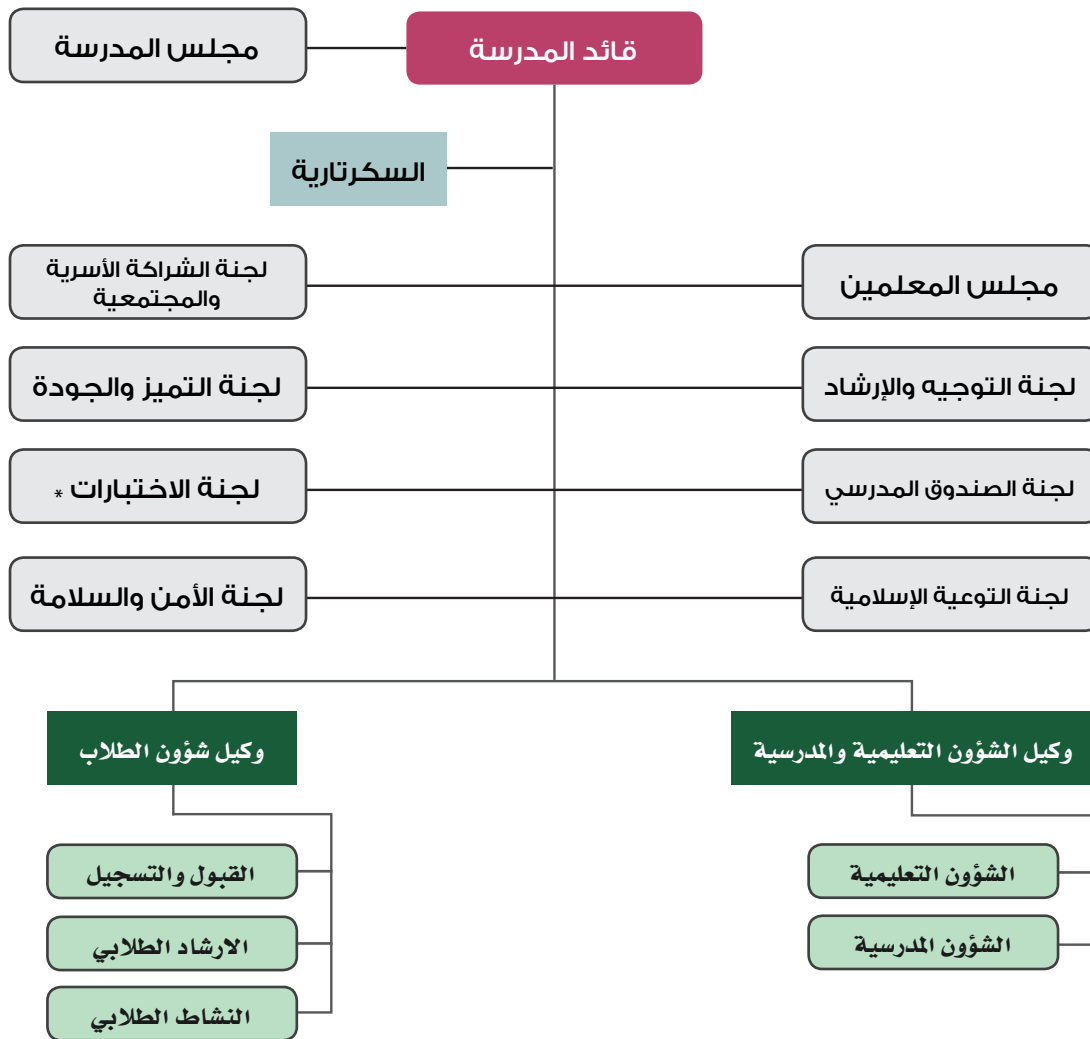 قائد المدرسة
مجلس المدرسة
السكرتارية
مجلس المعلمين
لجنة الشراكة الأسرية
والمجتمعية
لجنة التوجيه والإرشاد
لجنة التميز والجودة
لجنة الصندوق المدرسي
لجنة الاختبارات *
لجنة التوعية الإسلامية
لجنة الأمن والسلامة
وكيل الشؤون التعليمية والمدرسية
وكيل شؤون الطلاب
الشؤون التعليمية
الشؤون المدرسية
القبول والتسجيل
الارشاد الطلابي
النشاط الطلابي